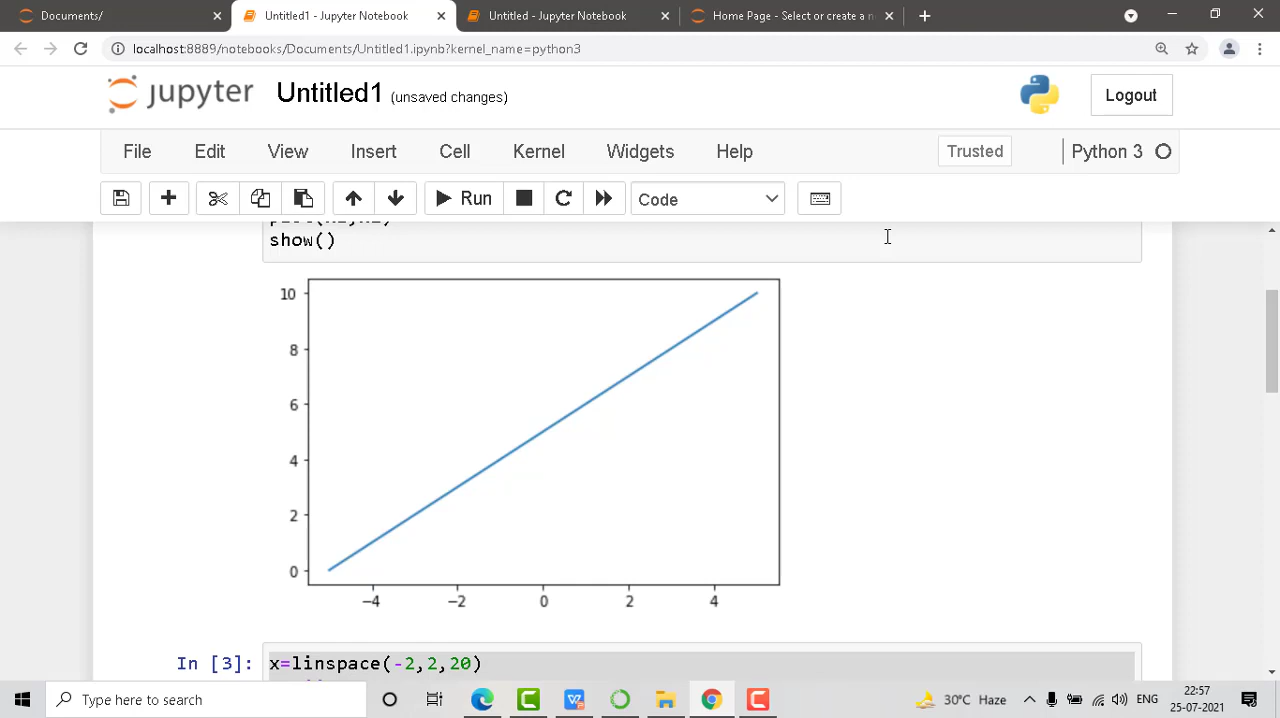 Documents/
Untitled1 - Jupyter Notebook
Untitled - Jupyter Notebook
Home Page - Select or create a n
localhost:8889/notebooks/Documents/Untitled1.ipynb?kernel_name=python3
jupyter Untitled1 (unsaved changes)
Logout
File Edit View Insert Cell Kernel Widgets Help
Trusted
Python 3
Run
Code
show()
10
8
6
4
2
0
−4 −2 0 2 4
In [3]: x=linspace(-2,2,20)
Type here to search
30°C Haze
ENG
22:57
25-07-2021